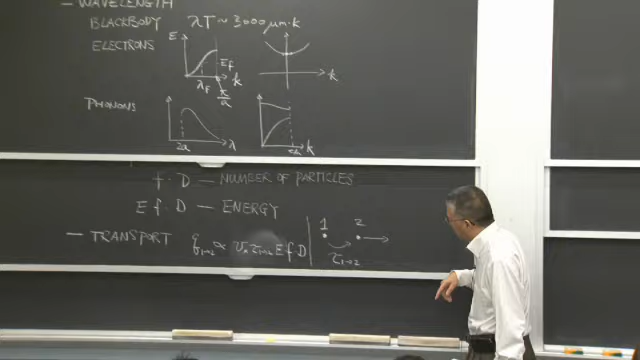 — WAVELENGTH
BLACKBODY λT ~ 3000 μm·k
ELECTRONS E Ef k k
λF π/a
PHONONS
2a λ π/a k
f·D — NUMBER OF PARTICLES
E f·D — ENERGY
1 2
— TRANSPORT q1→2 ∝ E f·D
τ1→2